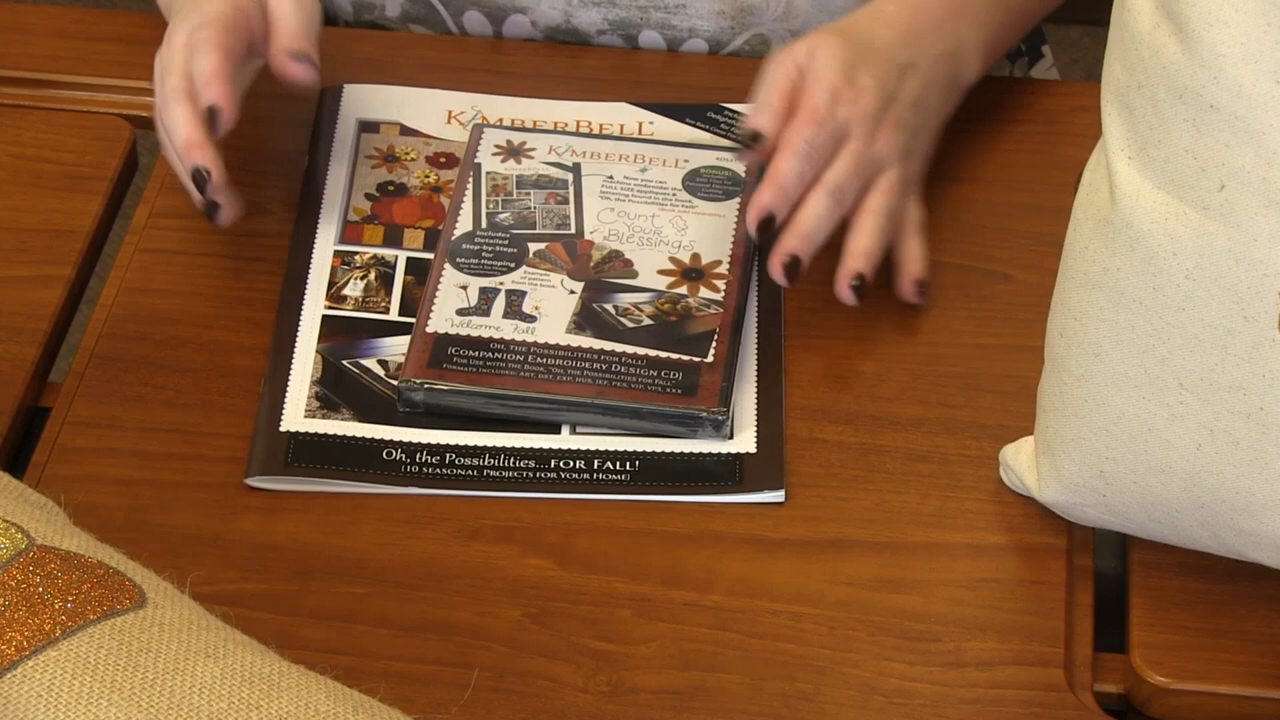 KIMBERBELL®
KIMBERBELL®
BONUS!
Now you can
machine embroider the
FULL SIZE appliques &
lettering found in the book,
"Oh, the Possibilities for Fall!"
Count
Your
Blessings
Includes
Detailed
Step-by-Steps
for
Multi-Hooping
Example
of pattern
from the book:
Welcome Fall
OH, THE POSSIBILITIES FOR FALL!
(COMPANION EMBROIDERY DESIGN CD)
FOR USE WITH THE BOOK, "OH, THE POSSIBILITIES FOR FALL."
FORMATS INCLUDED: ART, DST, EXP, HUS, JEF, PES, VIP, VP3, XXX
Oh, the Possibilities...FOR FALL!
(10 SEASONAL PROJECTS FOR YOUR HOME)